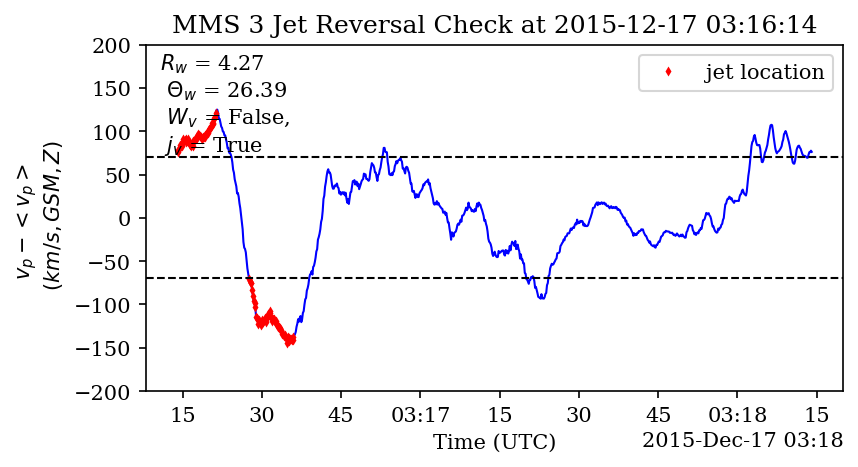 MMS 3 Jet Reversal Check at 2015-12-17 03:16:14
200
150
100
50
0
−50
−100
−150
−200
v_p − < v_p >
(km/s, GSM, Z)
R_w = 4.27
Θ_w = 26.39
W_v = False,
j_v = True
jet location
15 30 45 03:17 15 30 45 03:18 15
Time (UTC)
2015-Dec-17 03:18